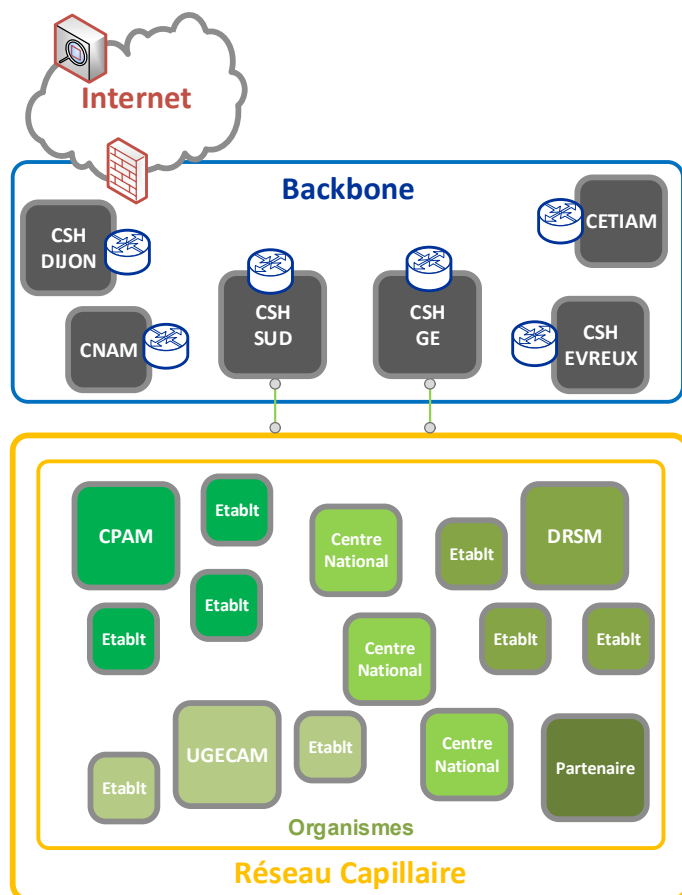 Internet
Backbone
CSH
DIJON
CETIAM
CSH
SUD
CSH
GE
CNAM
CSH
EVREUX
CPAM
Etablt
Centre
National
Etablt
DRSM
Etablt
Etablt
Centre
National
Etablt
Etablt
UGECAM
Etablt
Centre
National
Partenaire
Etablt
Organismes
Réseau Capillaire